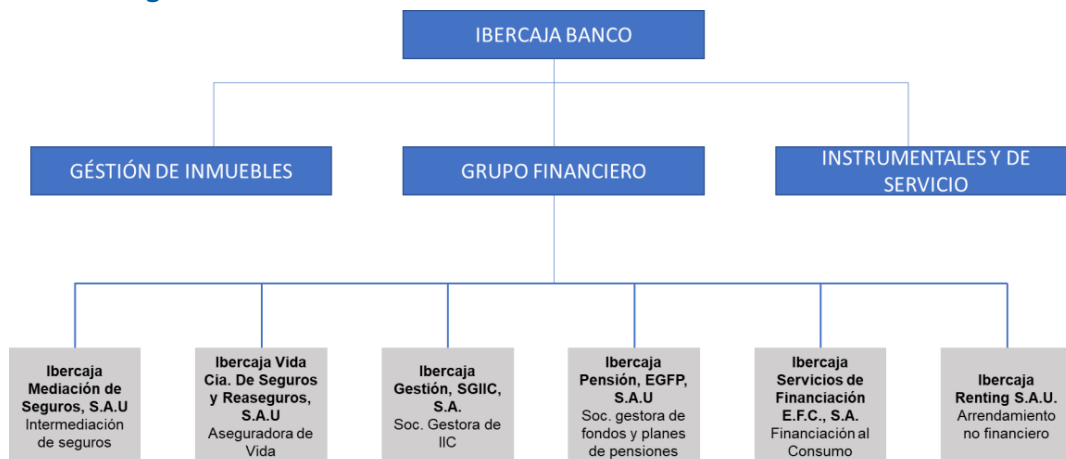 IBERCAJA BANCO
GÉSTIÓN DE INMUEBLES
GRUPO FINANCIERO
INSTRUMENTALES Y DE
SERVICIO
Ibercaja
Mediación de
Seguros, S.A.U
Intermediación
de seguros
Ibercaja Vida
Cia. De Seguros
y Reaseguros,
S.A.U
Aseguradora de
Vida
Ibercaja
Gestión, SGIIC,
S.A.
Soc. Gestora de
IIC
Ibercaja
Pensión, EGFP,
S.A.U
Soc. gestora de
fondos y planes
de pensiones
Ibercaja
Servicios de
Financiación
E.F.C., S.A.
Financiación al
Consumo
Ibercaja
Renting S.A.U.
Arrendamiento
no financiero